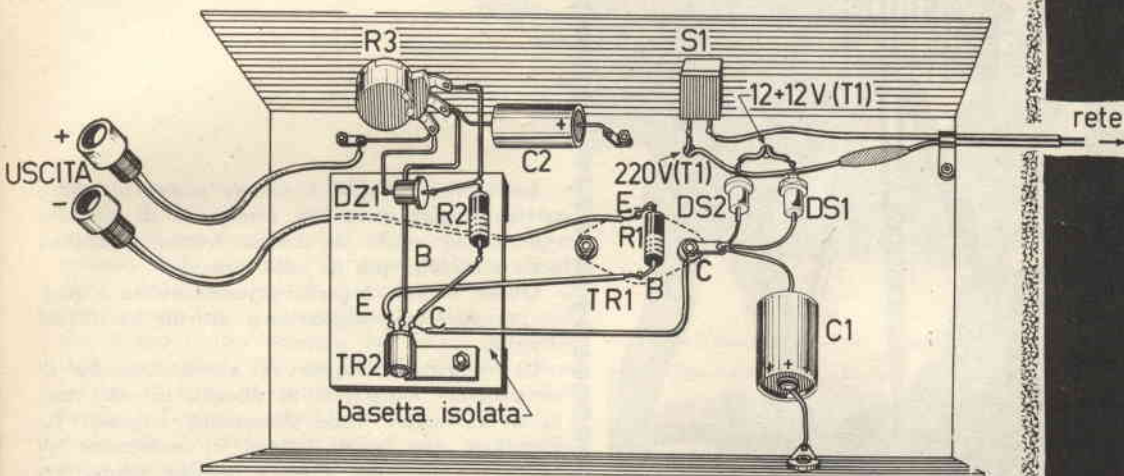 R3
S1
12+12V (T1)
rete
+
USCITA
-
+
C2
220V(T1)
DS2
DS1
DZ1
R2
E
R1
C
B
B
TR1
E
C
C1
TR2
+ +
basetta isolata